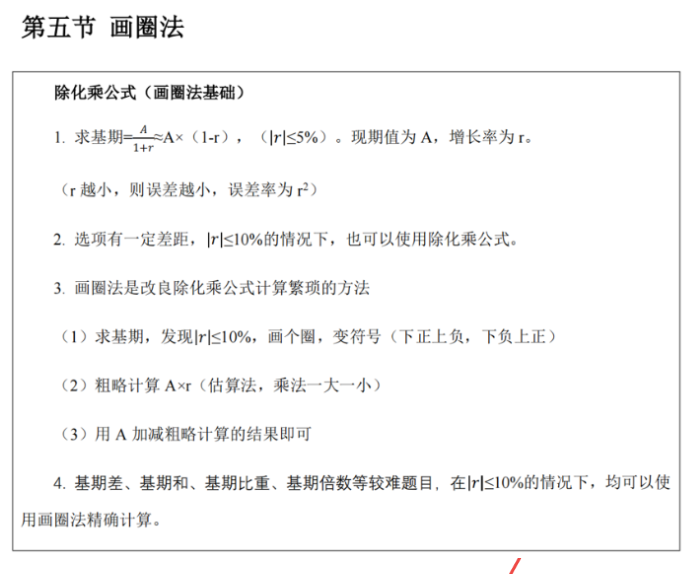 第五节 画圈法
除化乘公式（画圈法基础）
1. 求基期=A/1+r≈A×（1-r），（|r|≤5%）。现期值为 A，增长率为 r。
（r 越小，则误差越小，误差率为 r²）
2. 选项有一定差距，|r|≤10%的情况下，也可以使用除化乘公式。
3. 画圈法是改良除化乘公式计算繁琐的方法
（1）求基期，发现|r|≤10%，画个圈，变符号（下正上负，下负上正）
（2）粗略计算 A×r（估算法，乘法一大一小）
（3）用 A 加减粗略计算的结果即可
4. 基期差、基期和、基期比重、基期倍数等较难题目，在|r|≤10%的情况下，均可以使
用画圈法精确计算。